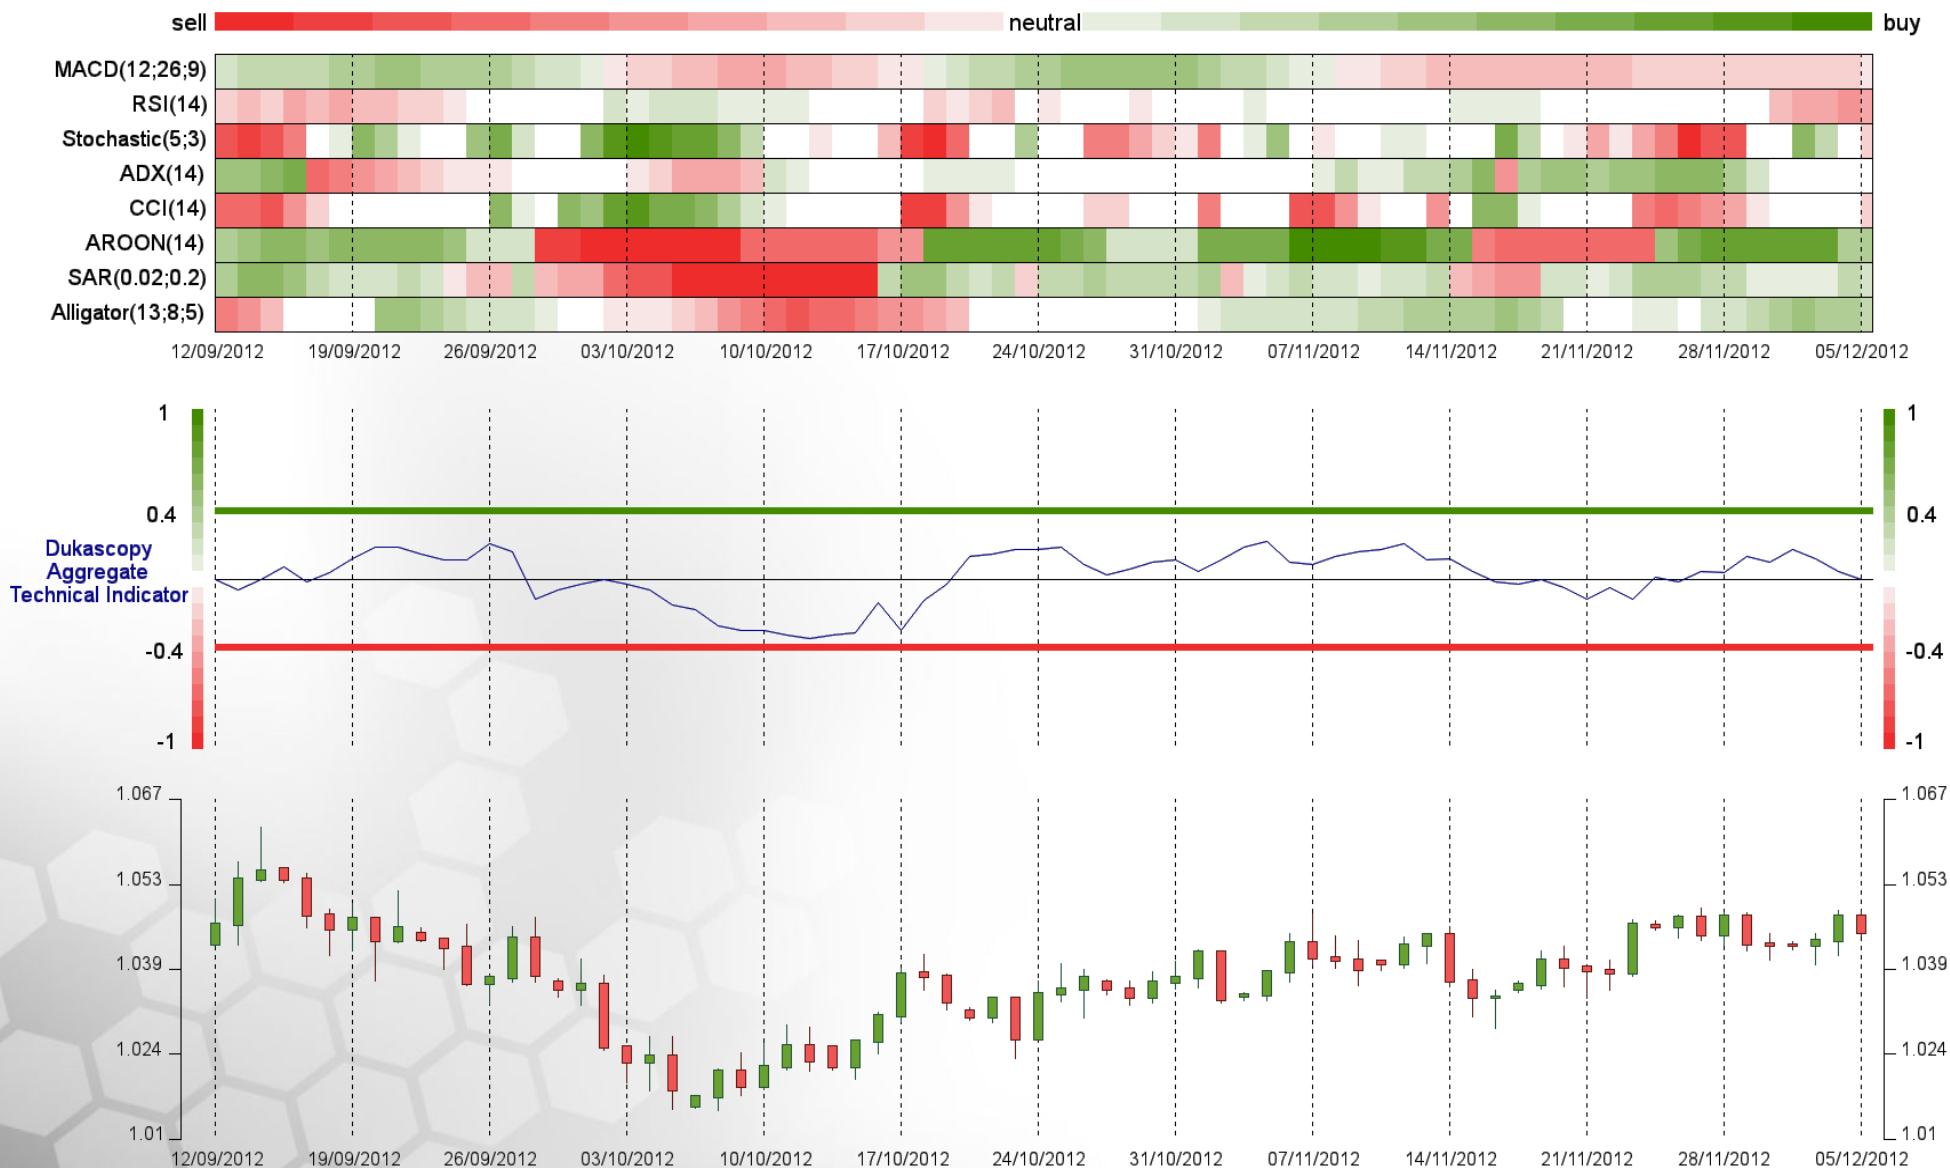 sell neutral buy
MACD(12;26;9)
RSI(14)
Stochastic(5;3)
ADX(14)
CCI(14)
AROON(14)
SAR(0.02;0.2)
Alligator(13;8;5)
12/09/2012 19/09/2012 26/09/2012 03/10/2012 10/10/2012 17/10/2012 24/10/2012 31/10/2012 07/11/2012 14/11/2012 21/11/2012 28/11/2012 05/12/2012
1 1
0.4 0.4
Dukascopy
Aggregate
Technical Indicator
-0.4 -0.4
-1 -1
1.067 1.067
1.053 1.053
1.039 1.039
1.024 1.024
1.01 1.01
12/09/2012 19/09/2012 26/09/2012 03/10/2012 10/10/2012 17/10/2012 24/10/2012 31/10/2012 07/11/2012 14/11/2012 21/11/2012 28/11/2012 05/12/2012